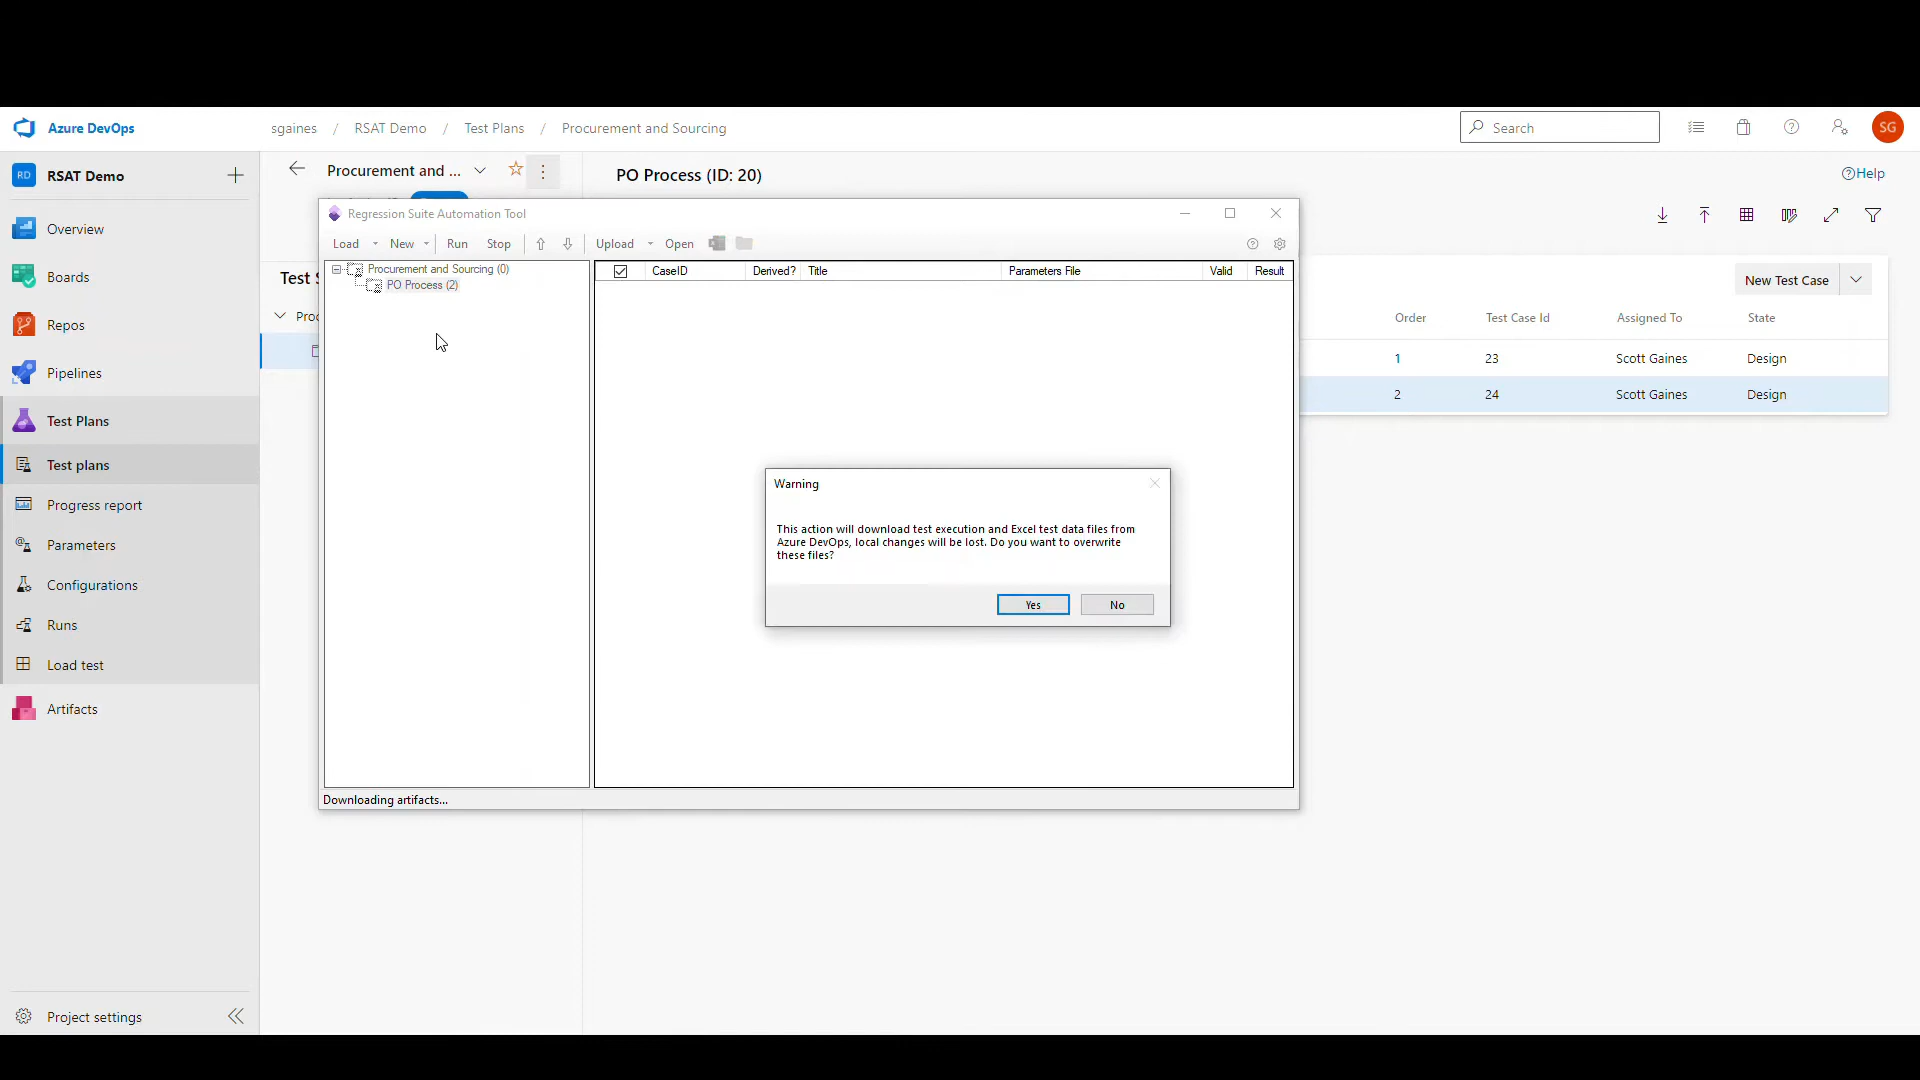 Azure DevOps
sgaines / RSAT Demo / Test Plans / Procurement and Sourcing
Search
SG
RD RSAT Demo
Procurement and ...
PO Process (ID: 20)
Help
Overview
Boards
Repos
Pipelines
Test Plans
Test plans
Progress report
Parameters
Configurations
Runs
Load test
Artifacts
Project settings
Test S
Proc
Regression Suite Automation Tool
Load New Run Stop Upload Open
Procurement and Sourcing (0)
PO Process (2)
CaseID Derived? Title Parameters File Valid Result
Warning
This action will download test execution and Excel test data files from
Azure DevOps, local changes will be lost. Do you want to overwrite
these files?
Yes No
Downloading artifacts...
New Test Case
Order Test Case Id Assigned To State
1 23 Scott Gaines Design
2 24 Scott Gaines Design